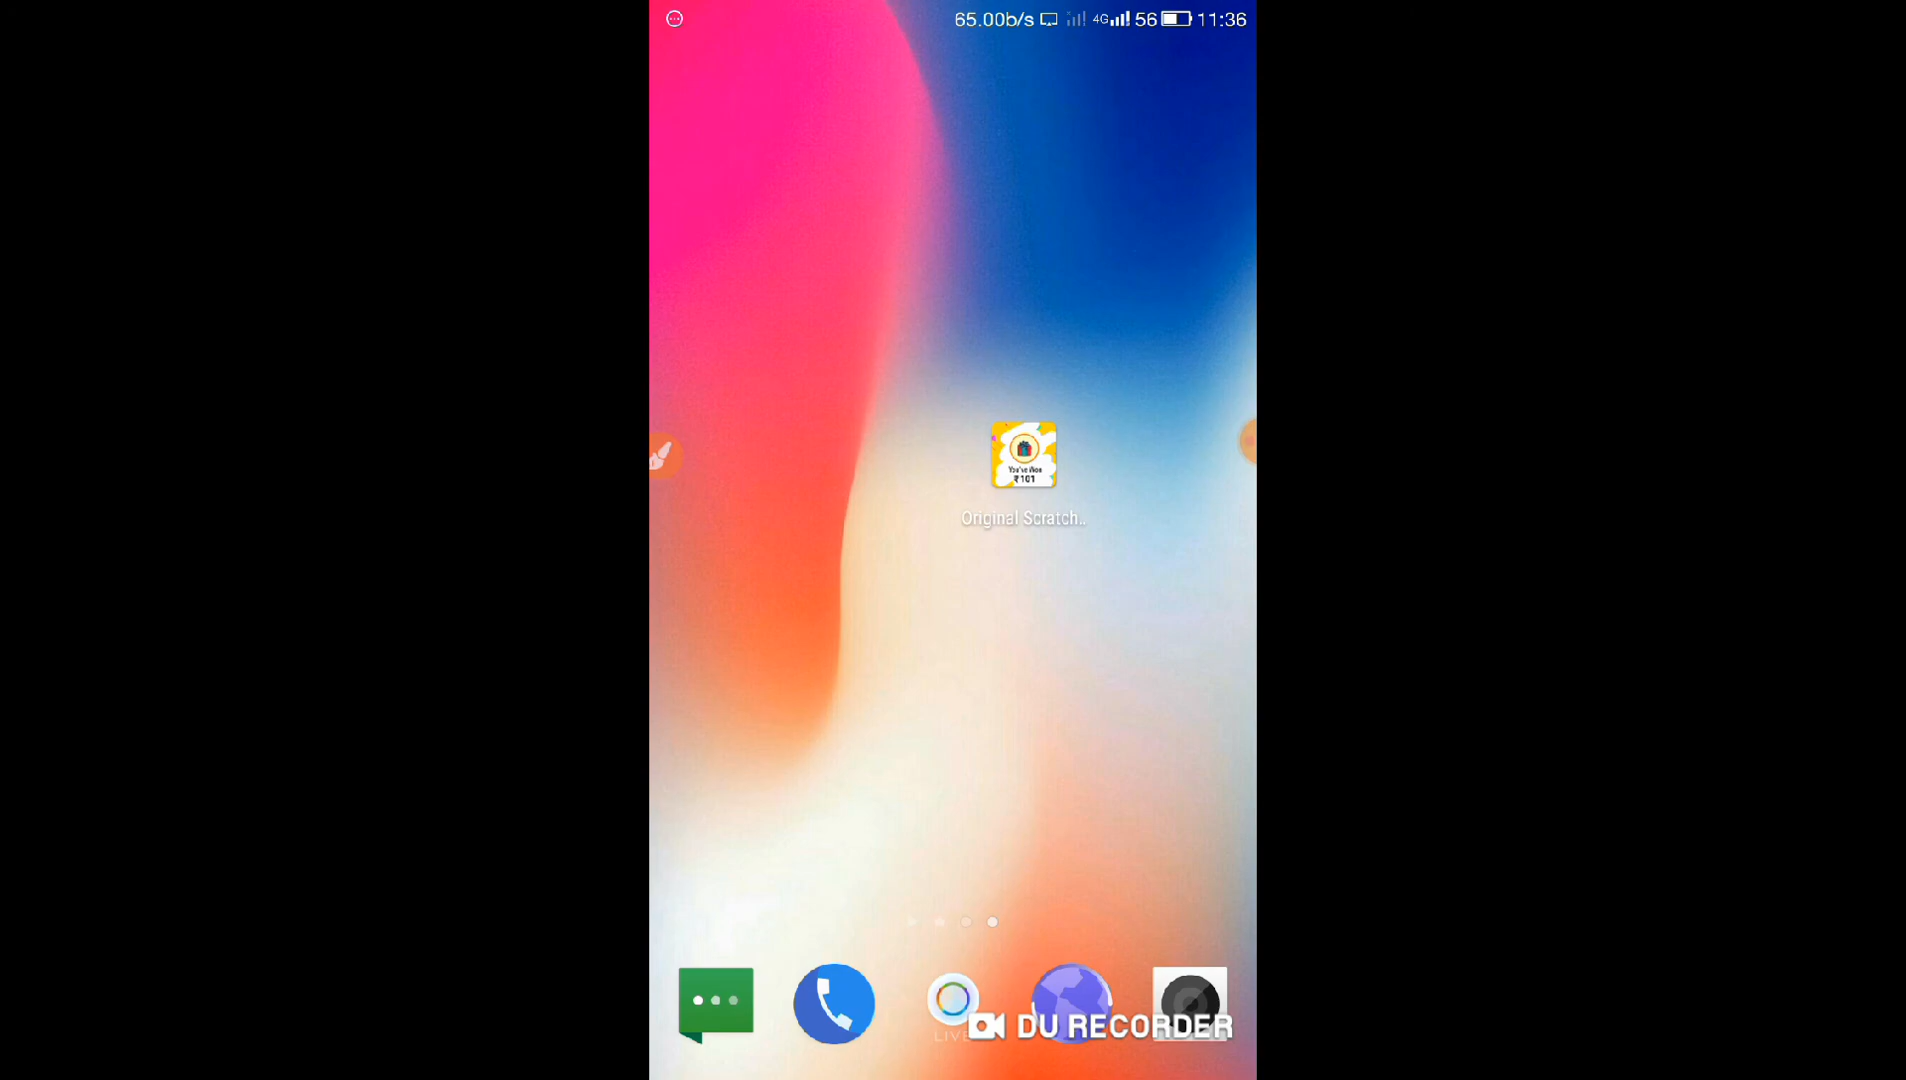 65.00b/s 4G 56 11:36
You've Won
₹101
Original Scratch..
LIVE
DU RECORDER